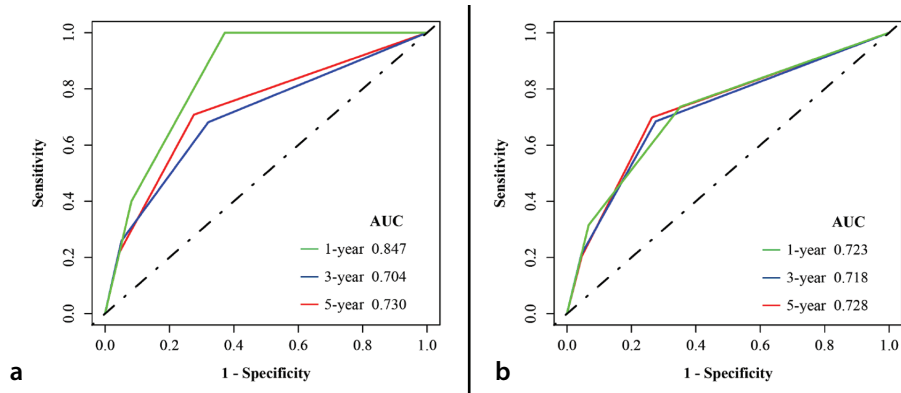 1.0
0.8
0.6
0.4
0.2
0.0
Sensitivity
AUC
1-year 0.847
3-year 0.704
5-year 0.730
0.0 0.2 0.4 0.6 0.8 1.0
1 - Specificity
a
1.0
0.8
0.6
0.4
0.2
0.0
Sensitivity
AUC
1-year 0.723
3-year 0.718
5-year 0.728
0.0 0.2 0.4 0.6 0.8 1.0
1 - Specificity
b